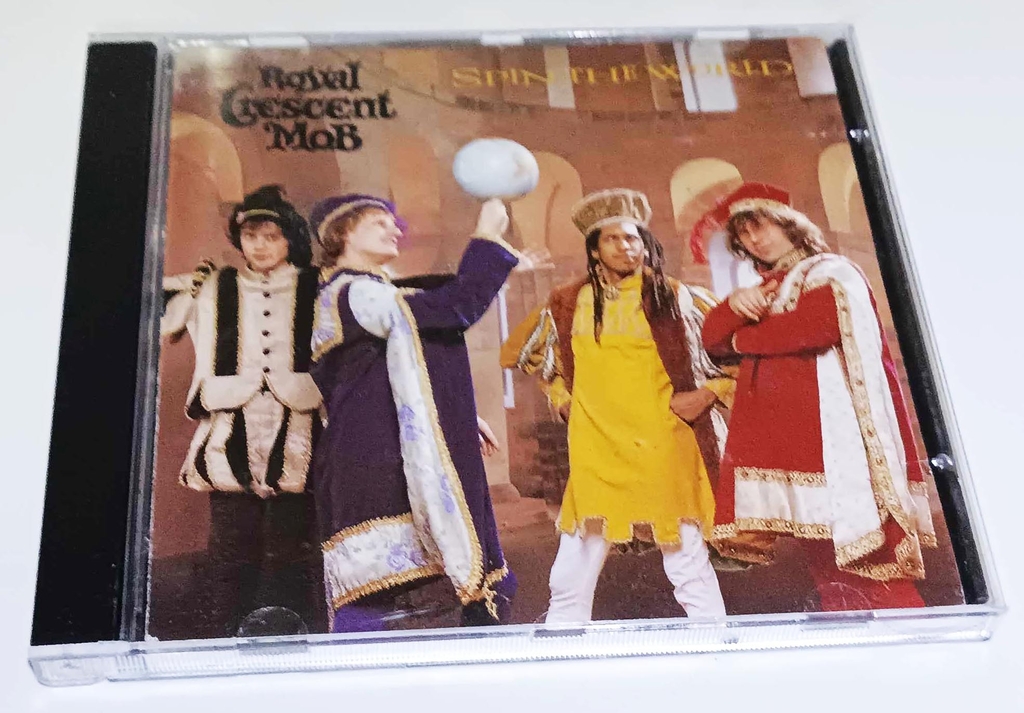 Royal
Crescent
Mob
SPIN THE WORLD